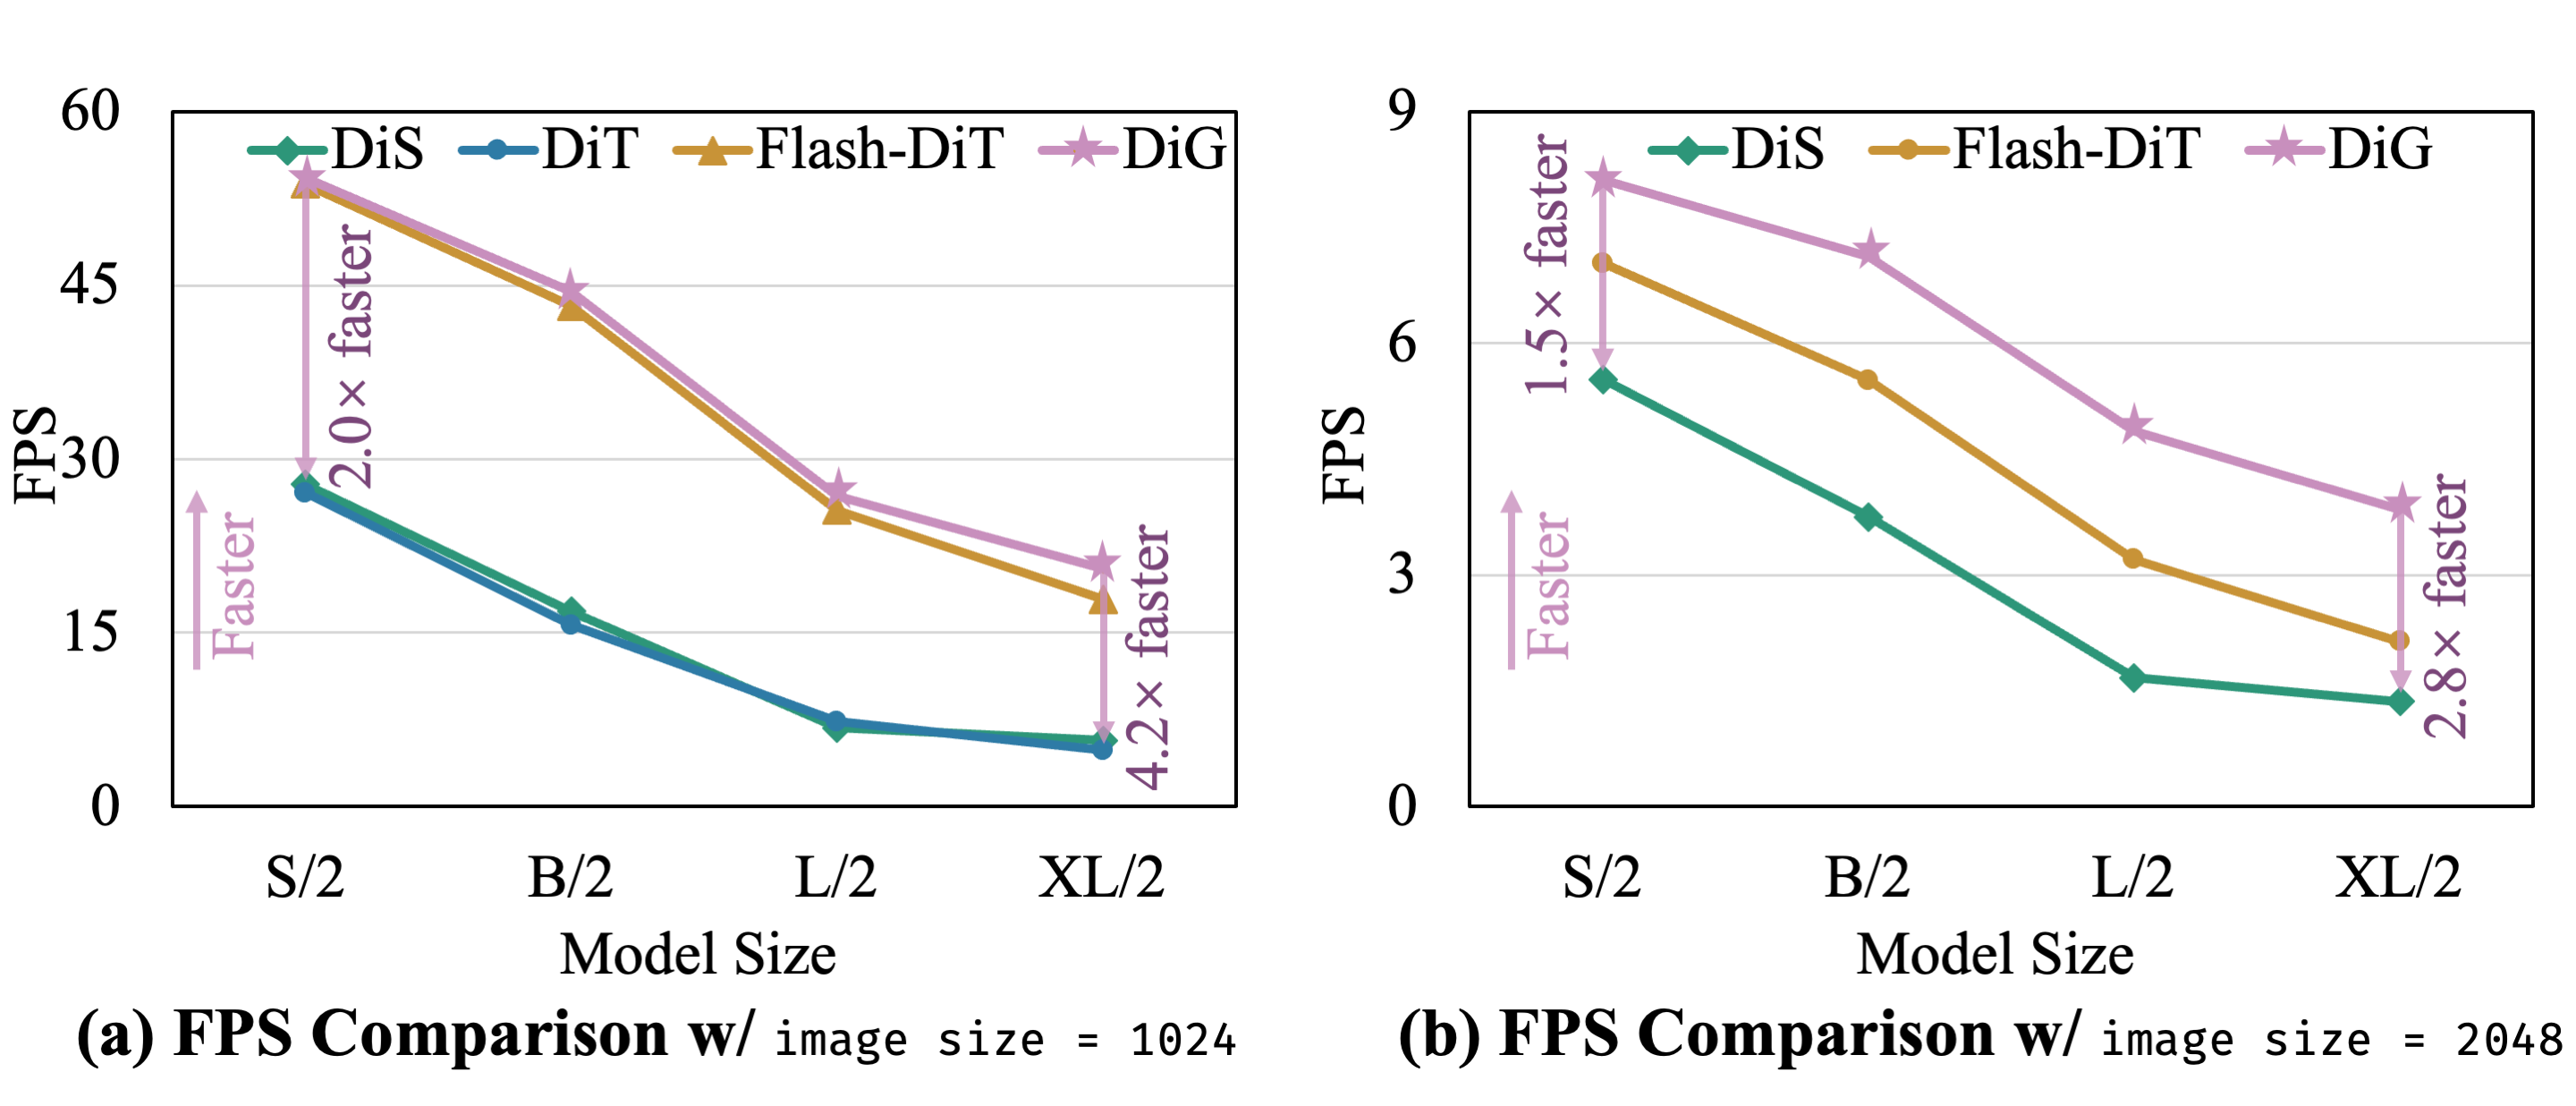 60
45
30
15
0
FPS
Faster
DiS DiT Flash-DiT DiG
2.0× faster
4.2× faster
S/2 B/2 L/2 XL/2
Model Size
(a) FPS Comparison w/ image size = 1024
9
6
3
0
FPS
Faster
DiS Flash-DiT DiG
1.5× faster
2.8× faster
S/2 B/2 L/2 XL/2
Model Size
(b) FPS Comparison w/ image size = 2048